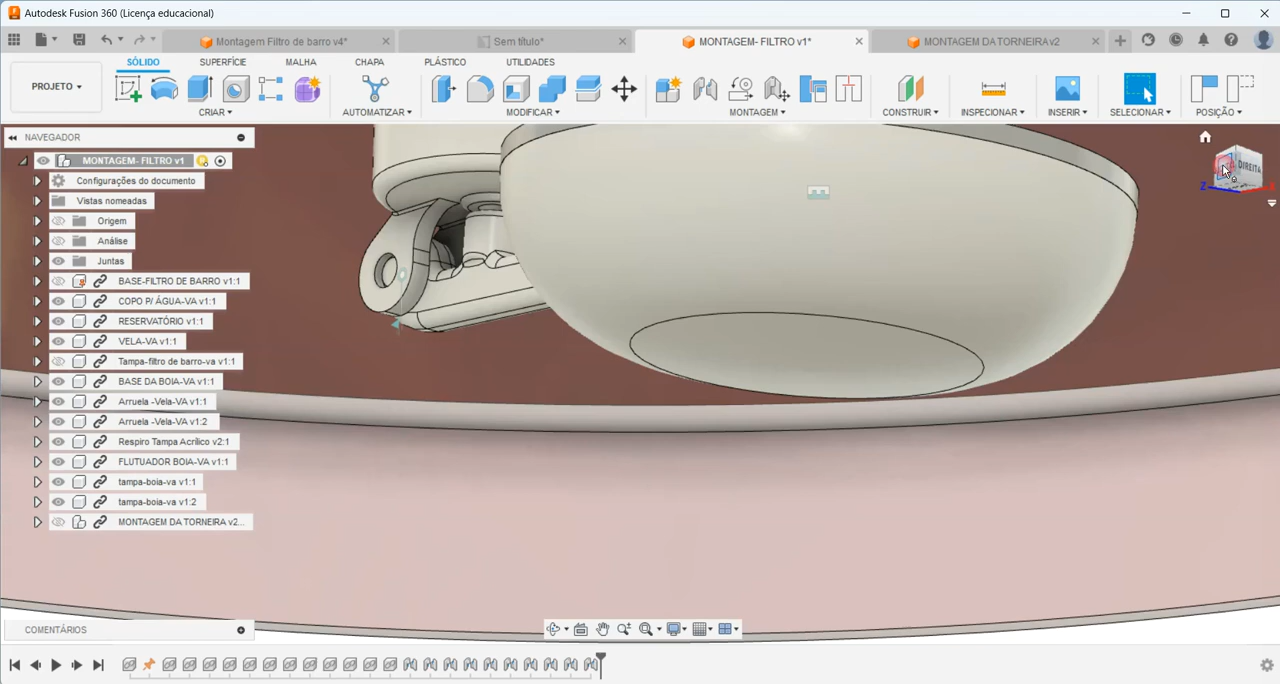 Autodesk Fusion 360 (Licença educacional)
Montagem Filtro de barro v4*
Sem título*
MONTAGEM- FILTRO v1*
MONTAGEM DA TORNEIRA v2
PROJETO
SÓLIDO
SUPERFÍCIE
MALHA
CHAPA
PLÁSTICO
UTILIDADES
CRIAR
AUTOMATIZAR
MODIFICAR
MONTAGEM
CONSTRUIR
INSPECIONAR
INSERIR
SELECIONAR
POSIÇÃO
NAVEGADOR
MONTAGEM- FILTRO v1
Configurações do documento
Vistas nomeadas
Origem
Análise
Juntas
BASE-FILTRO DE BARRO v1:1
COPO P/ ÁGUA-VA v1:1
RESERVATÓRIO v1:1
VELA-VA v1:1
Tampa-filtro de barro-va v1:1
BASE DA BOIA-VA v1:1
Arruela -Vela-VA v1:1
Arruela -Vela-VA v1:2
Respiro Tampa Acrílico v2:1
FLUTUADOR BOIA-VA v1:1
tampa-boia-va v1:1
tampa-boia-va v1:2
MONTAGEM DA TORNEIRA v2...
DIREITA
Z
COMENTÁRIOS